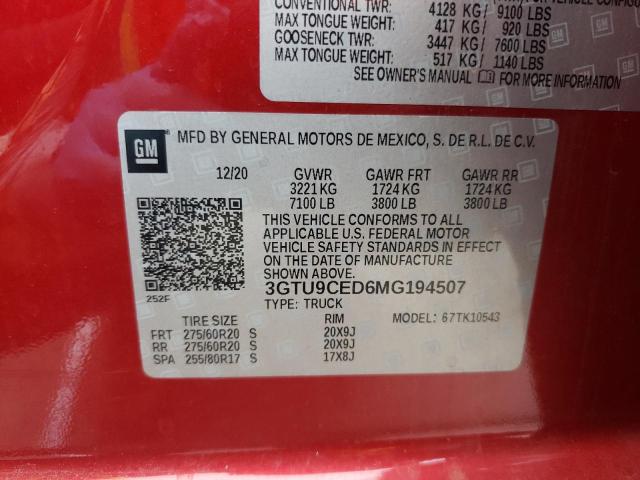 CONVENTIONAL TWR: 4128 KG / 9100 LBS
MAX TONGUE WEIGHT: 417 KG / 920 LBS
GOOSENECK TWR: 3447 KG / 7600 LBS
MAX TONGUE WEIGHT: 517 KG / 1140 LBS
SEE OWNER'S MANUAL FOR MORE INFORMATION
GM
MFD BY GENERAL MOTORS DE MEXICO, S. DE R.L. DE C.V.
12/20 GVWR GAWR FRT GAWR RR
3221 KG 1724 KG 1724 KG
7100 LB 3800 LB 3800 LB
THIS VEHICLE CONFORMS TO ALL
APPLICABLE U.S. FEDERAL MOTOR
VEHICLE SAFETY STANDARDS IN EFFECT
ON THE DATE OF MANUFACTURE
SHOWN ABOVE.
252F
3GTU9CED6MG194507
TYPE: TRUCK
TIRE SIZE RIM MODEL: 67TK10543
FRT 275/60R20 S 20X9J
RR 275/60R20 S 20X9J
SPA 255/80R17 S 17X8J